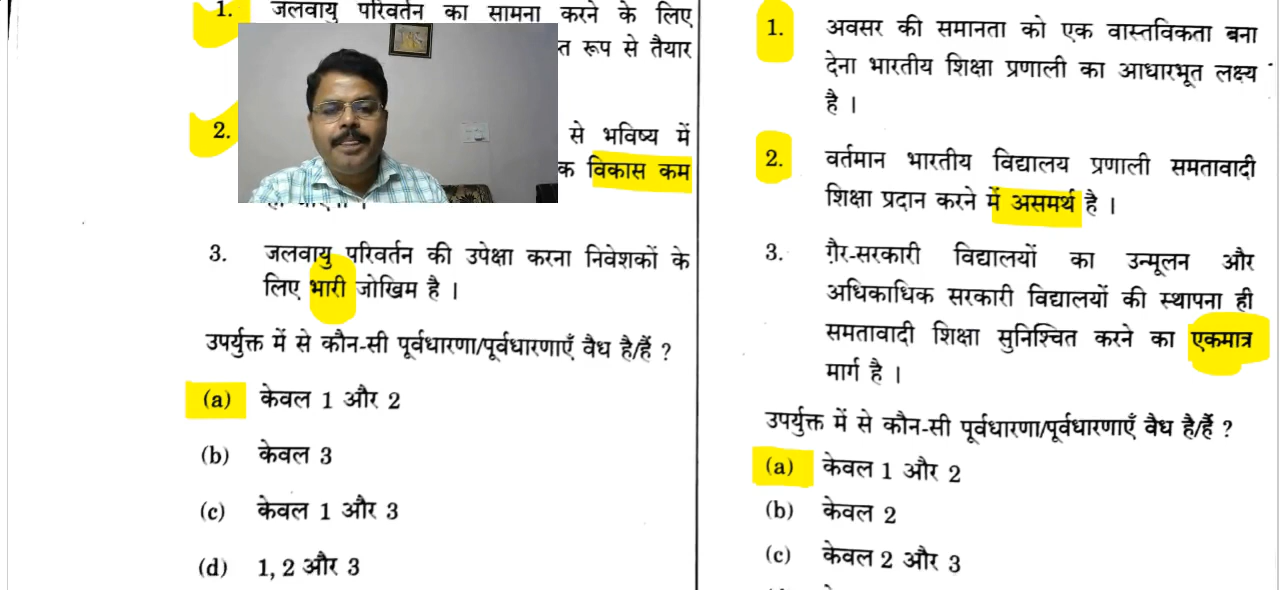 1. जलवायु परिवर्तन का सामना करने के लिए
रूप से तैयार
2. से भविष्य में
विकास कम
3. जलवायु परिवर्तन की उपेक्षा करना निवेशकों के
लिए भारी जोखिम है ।
उपर्युक्त में से कौन-सी पूर्वधारणा/पूर्वधारणाएँ वैध है/हैं ?
(a) केवल 1 और 2
(b) केवल 3
(c) केवल 1 और 3
(d) 1, 2 और 3
1. अवसर की समानता को एक वास्तविकता बना
देना भारतीय शिक्षा प्रणाली का आधारभूत लक्ष्य
है ।
2. वर्तमान भारतीय विद्यालय प्रणाली समतावादी
शिक्षा प्रदान करने में असमर्थ है ।
3. ग़ैर-सरकारी विद्यालयों का उन्मूलन और
अधिकाधिक सरकारी विद्यालयों की स्थापना ही
समतावादी शिक्षा सुनिश्चित करने का एकमात्र
मार्ग है ।
उपर्युक्त में से कौन-सी पूर्वधारणा/पूर्वधारणाएँ वैध है/हैं ?
(a) केवल 1 और 2
(b) केवल 2
(c) केवल 2 और 3